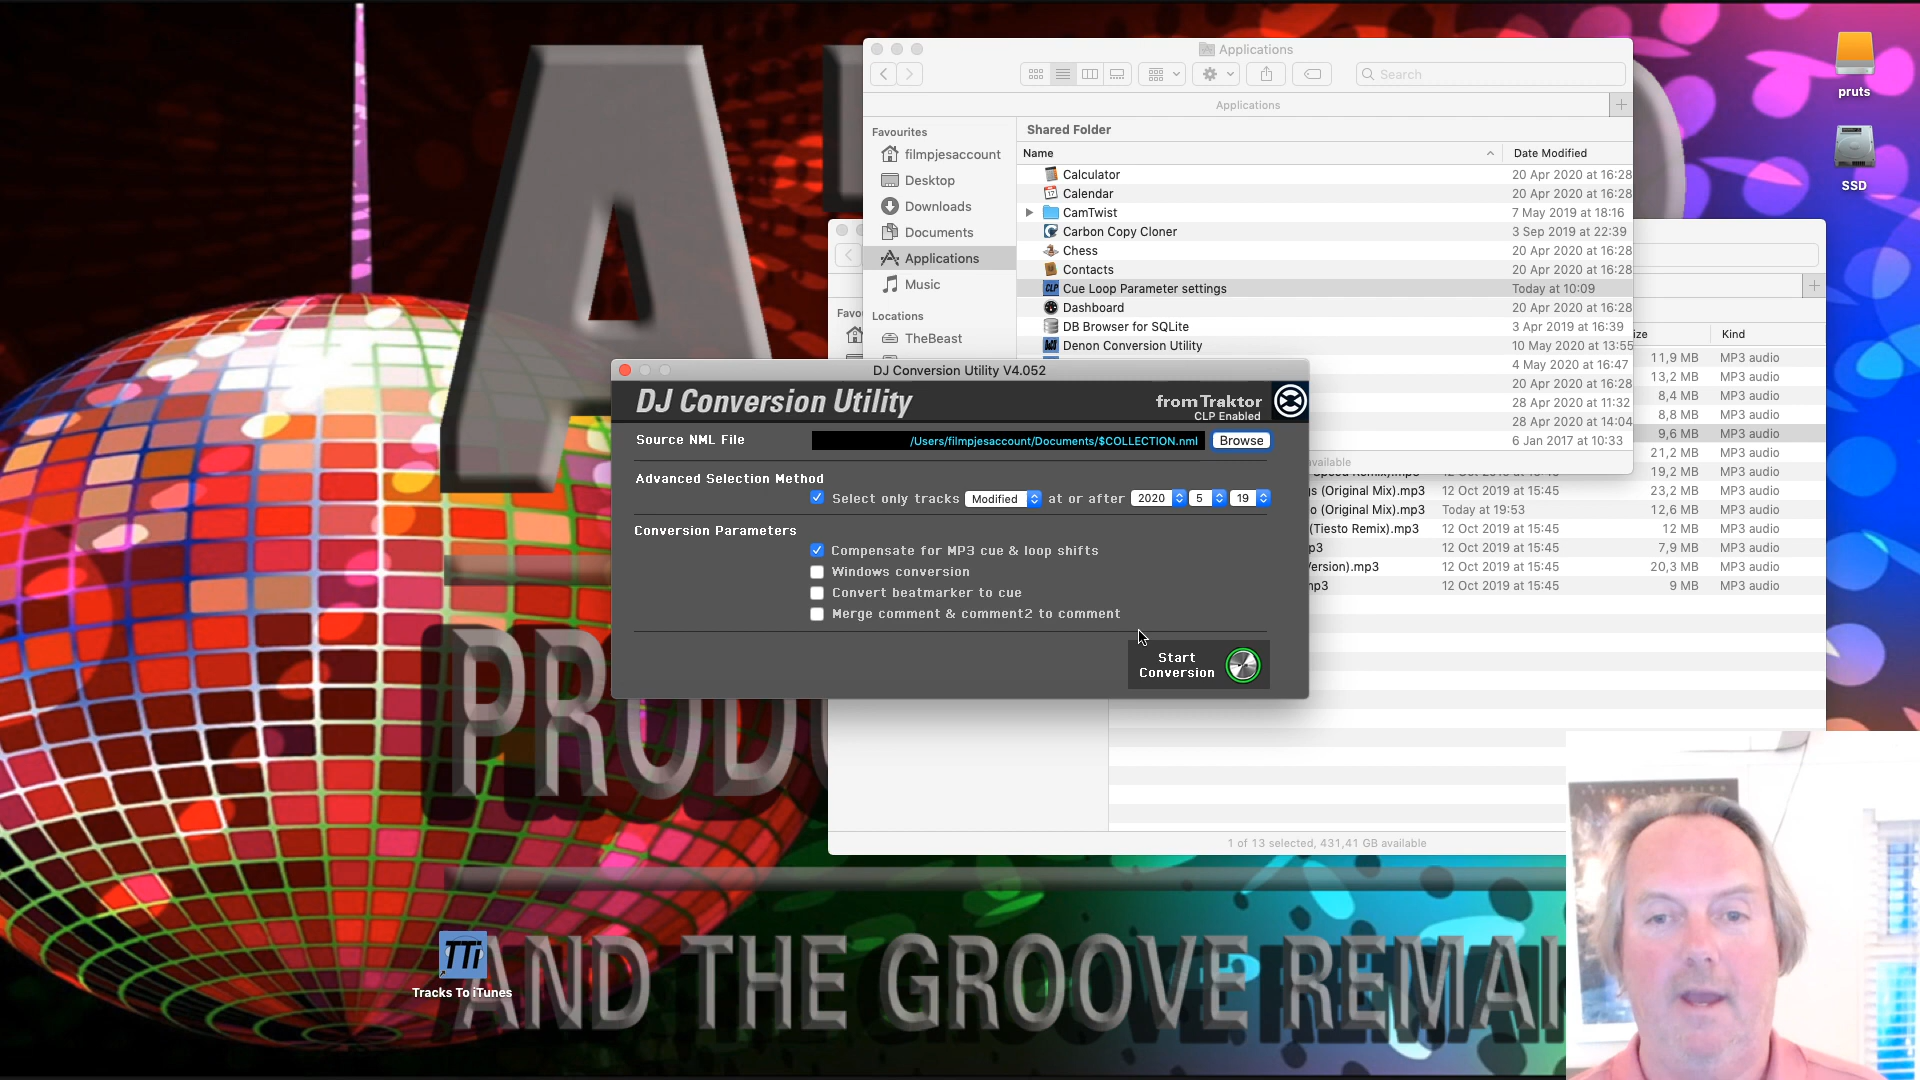 Applications
Search
Applications
pruts
SSD
Favourites
filmpjesaccount
Desktop
Downloads
Documents
Applications
Music
Locations
TheBeast
Shared Folder
Name
Date Modified
Calculator 20 Apr 2020 at 16:28
Calendar 20 Apr 2020 at 16:28
CamTwist 7 May 2019 at 18:16
Carbon Copy Cloner 3 Sep 2019 at 22:39
Chess 20 Apr 2020 at 16:28
Contacts 20 Apr 2020 at 16:28
Cue Loop Parameter settings Today at 10:09
Dashboard 20 Apr 2020 at 16:28
DB Browser for SQLite 3 Apr 2019 at 16:39
Denon Conversion Utility 10 May 2020 at 13:55
4 May 2020 at 16:47
20 Apr 2020 at 16:28
28 Apr 2020 at 11:32
28 Apr 2020 at 14:04
6 Jan 2017 at 10:33
vailable
Favou
ize Kind
11,9 MB MP3 audio
13,2 MB MP3 audio
8,4 MB MP3 audio
8,8 MB MP3 audio
9,6 MB MP3 audio
21,2 MB MP3 audio
19,2 MB MP3 audio
s (Original Mix).mp3 12 Oct 2019 at 15:45 23,2 MB MP3 audio
o (Original Mix).mp3 Today at 19:53 12,6 MB MP3 audio
(Tiesto Remix).mp3 12 Oct 2019 at 15:45 12 MB MP3 audio
p3 12 Oct 2019 at 15:45 7,9 MB MP3 audio
ersion).mp3 12 Oct 2019 at 15:45 20,3 MB MP3 audio
mp3 12 Oct 2019 at 15:45 9 MB MP3 audio
1 of 13 selected, 431,41 GB available
DJ Conversion Utility V4.052
DJ Conversion Utility
from Traktor
CLP Enabled
Source NML File
/Users/filmpjesaccount/Documents/$COLLECTION.nml
Browse
Advanced Selection Method
Select only tracks Modified at or after 2020 5 19
Conversion Parameters
Compensate for MP3 cue & loop shifts
Windows conversion
Convert beatmarker to cue
Merge comment & comment2 to comment
Start
Conversion
Tracks To iTunes
PRODU
AND THE GROOVE REMAI